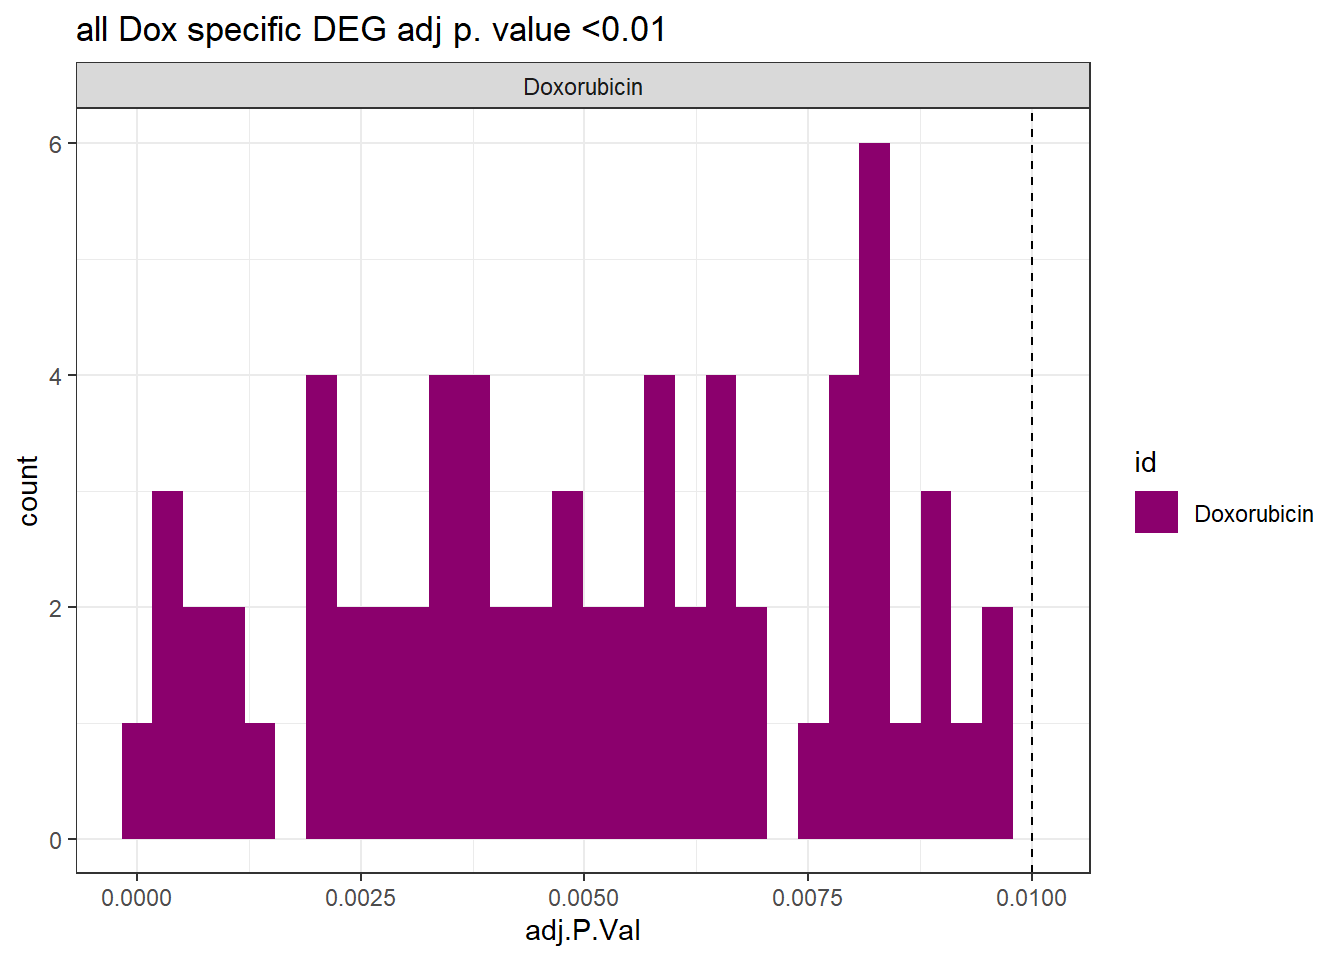 all Dox specific DEG adj p. value <0.01
Doxorubicin
6
4
2
0
count
0.0000 0.0025 0.0050 0.0075 0.0100
adj.P.Val
id
Doxorubicin